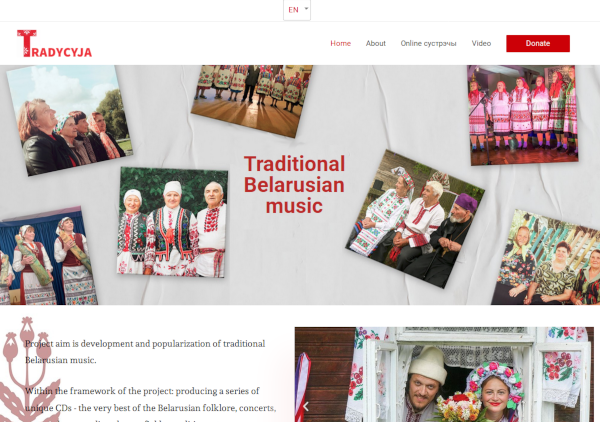 EN
TRADYCYJA
Home About Online сустрэчы Video Donate
Traditional
Belarusian
music
Project aim is development and popularization of traditional
Belarusian music.
Within the framework of the project: producing a series of
unique CDs - the very best of the Belarusian folklore, concerts,